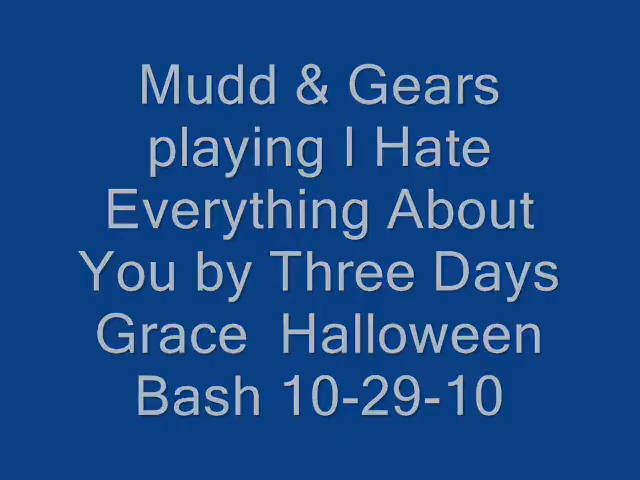 Mudd & Gears
playing I Hate
Everything About
You by Three Days
Grace  Halloween
Bash 10-29-10